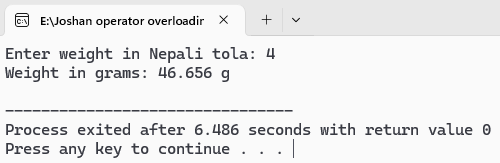 E:\Joshan operator overloadir
Enter weight in Nepali tola: 4
Weight in grams: 46.656 g
--------------------------------
Process exited after 6.486 seconds with return value 0
Press any key to continue . . .